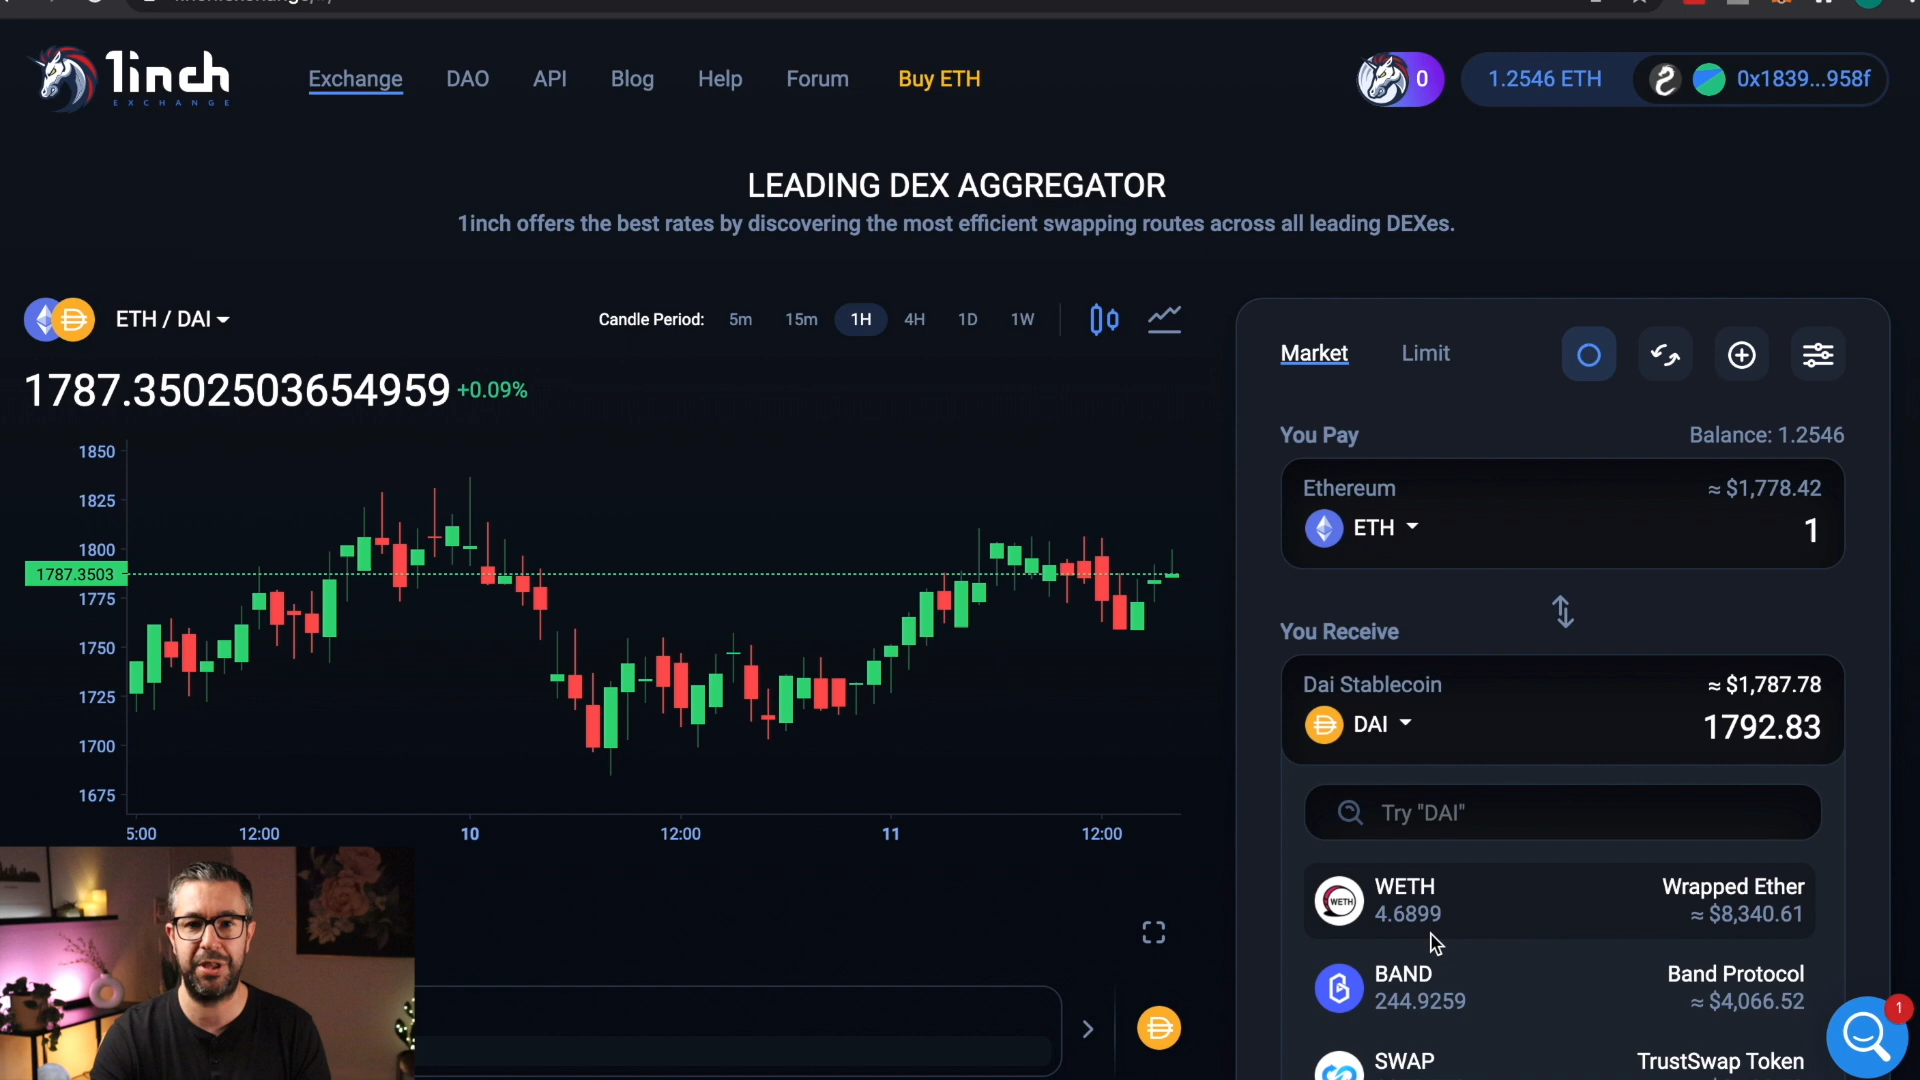 1inch
EXCHANGE
Exchange
DAO
API
Blog
Help
Forum
Buy ETH
0
1.2546 ETH
0x1839...958f
LEADING DEX AGGREGATOR
1inch offers the best rates by discovering the most efficient swapping routes across all leading DEXes.
ETH / DAI
Candle Period:
5m
15m
1H
4H
1D
1W
1787.3502503654959
+0.09%
1850
1825
1800
1787.3503
1775
1750
1725
1700
1675
5:00
12:00
10
12:00
11
12:00
Market
Limit
You Pay
Balance: 1.2546
Ethereum
≈ $1,778.42
ETH
1
You Receive
Dai Stablecoin
≈ $1,787.78
DAI
1792.83
Try "DAI"
WETH
WETH
Wrapped Ether
4.6899
≈ $8,340.61
BAND
Band Protocol
244.9259
≈ $4,066.52
1
SWAP
TrustSwap Token